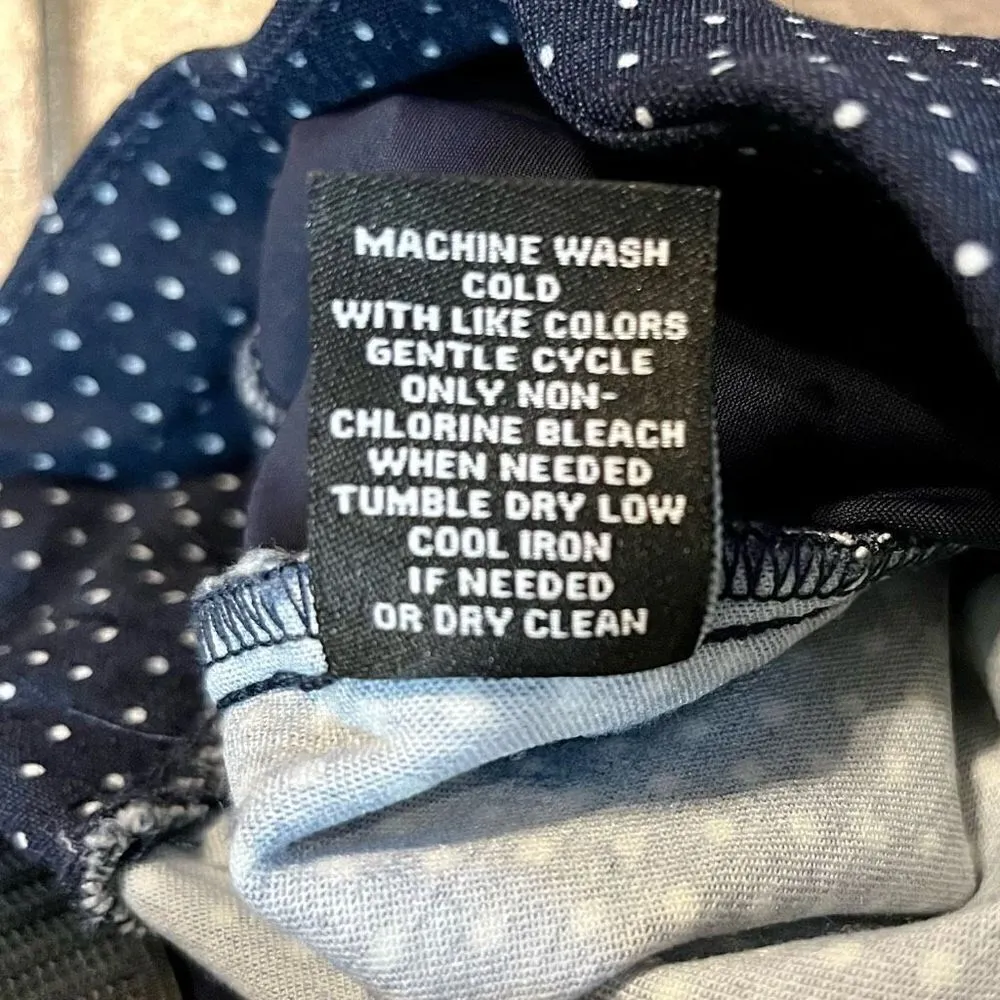 MACHINE WASH
COLD
WITH LIKE COLORS
GENTLE CYCLE
ONLY NON-
CHLORINE BLEACH
WHEN NEEDED
TUMBLE DRY LOW
COOL IRON
IF NEEDED
OR DRY CLEAN